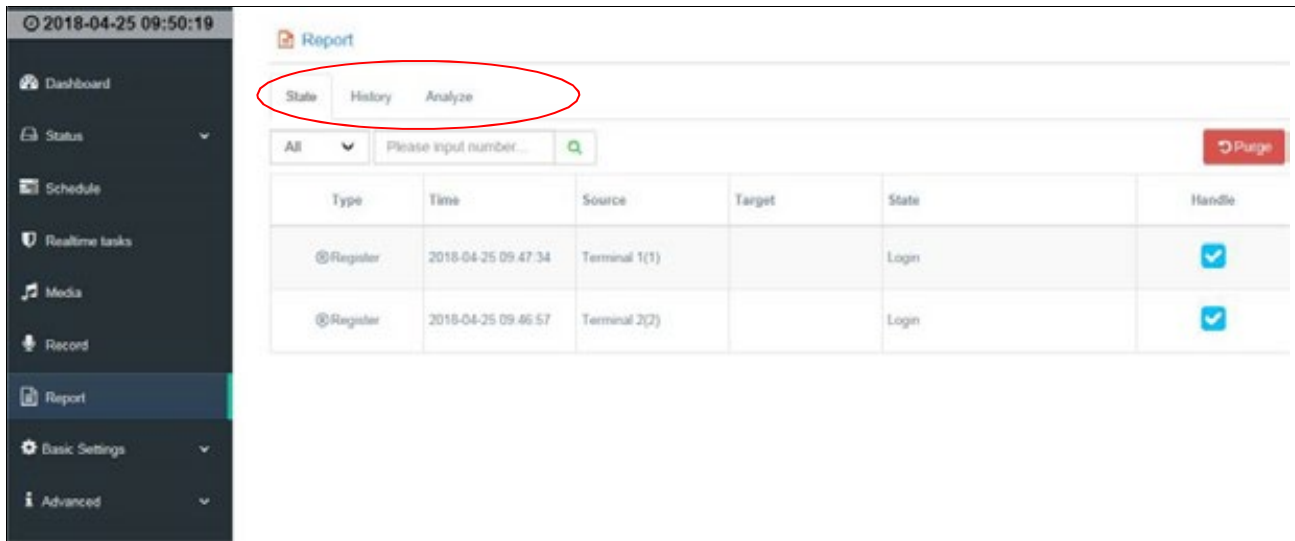 2018-04-25 09:50:19
Dashboard
Status
Schedule
Realtime tasks
Media
Record
Report
Basic Settings
Advanced
Report
State History Analyze
All Please input number... Purge
Type Time Source Target State Handle
Register 2018-04-25 09:47:34 Terminal 1(1) Login
Register 2018-04-25 09:46:57 Terminal 2(2) Login